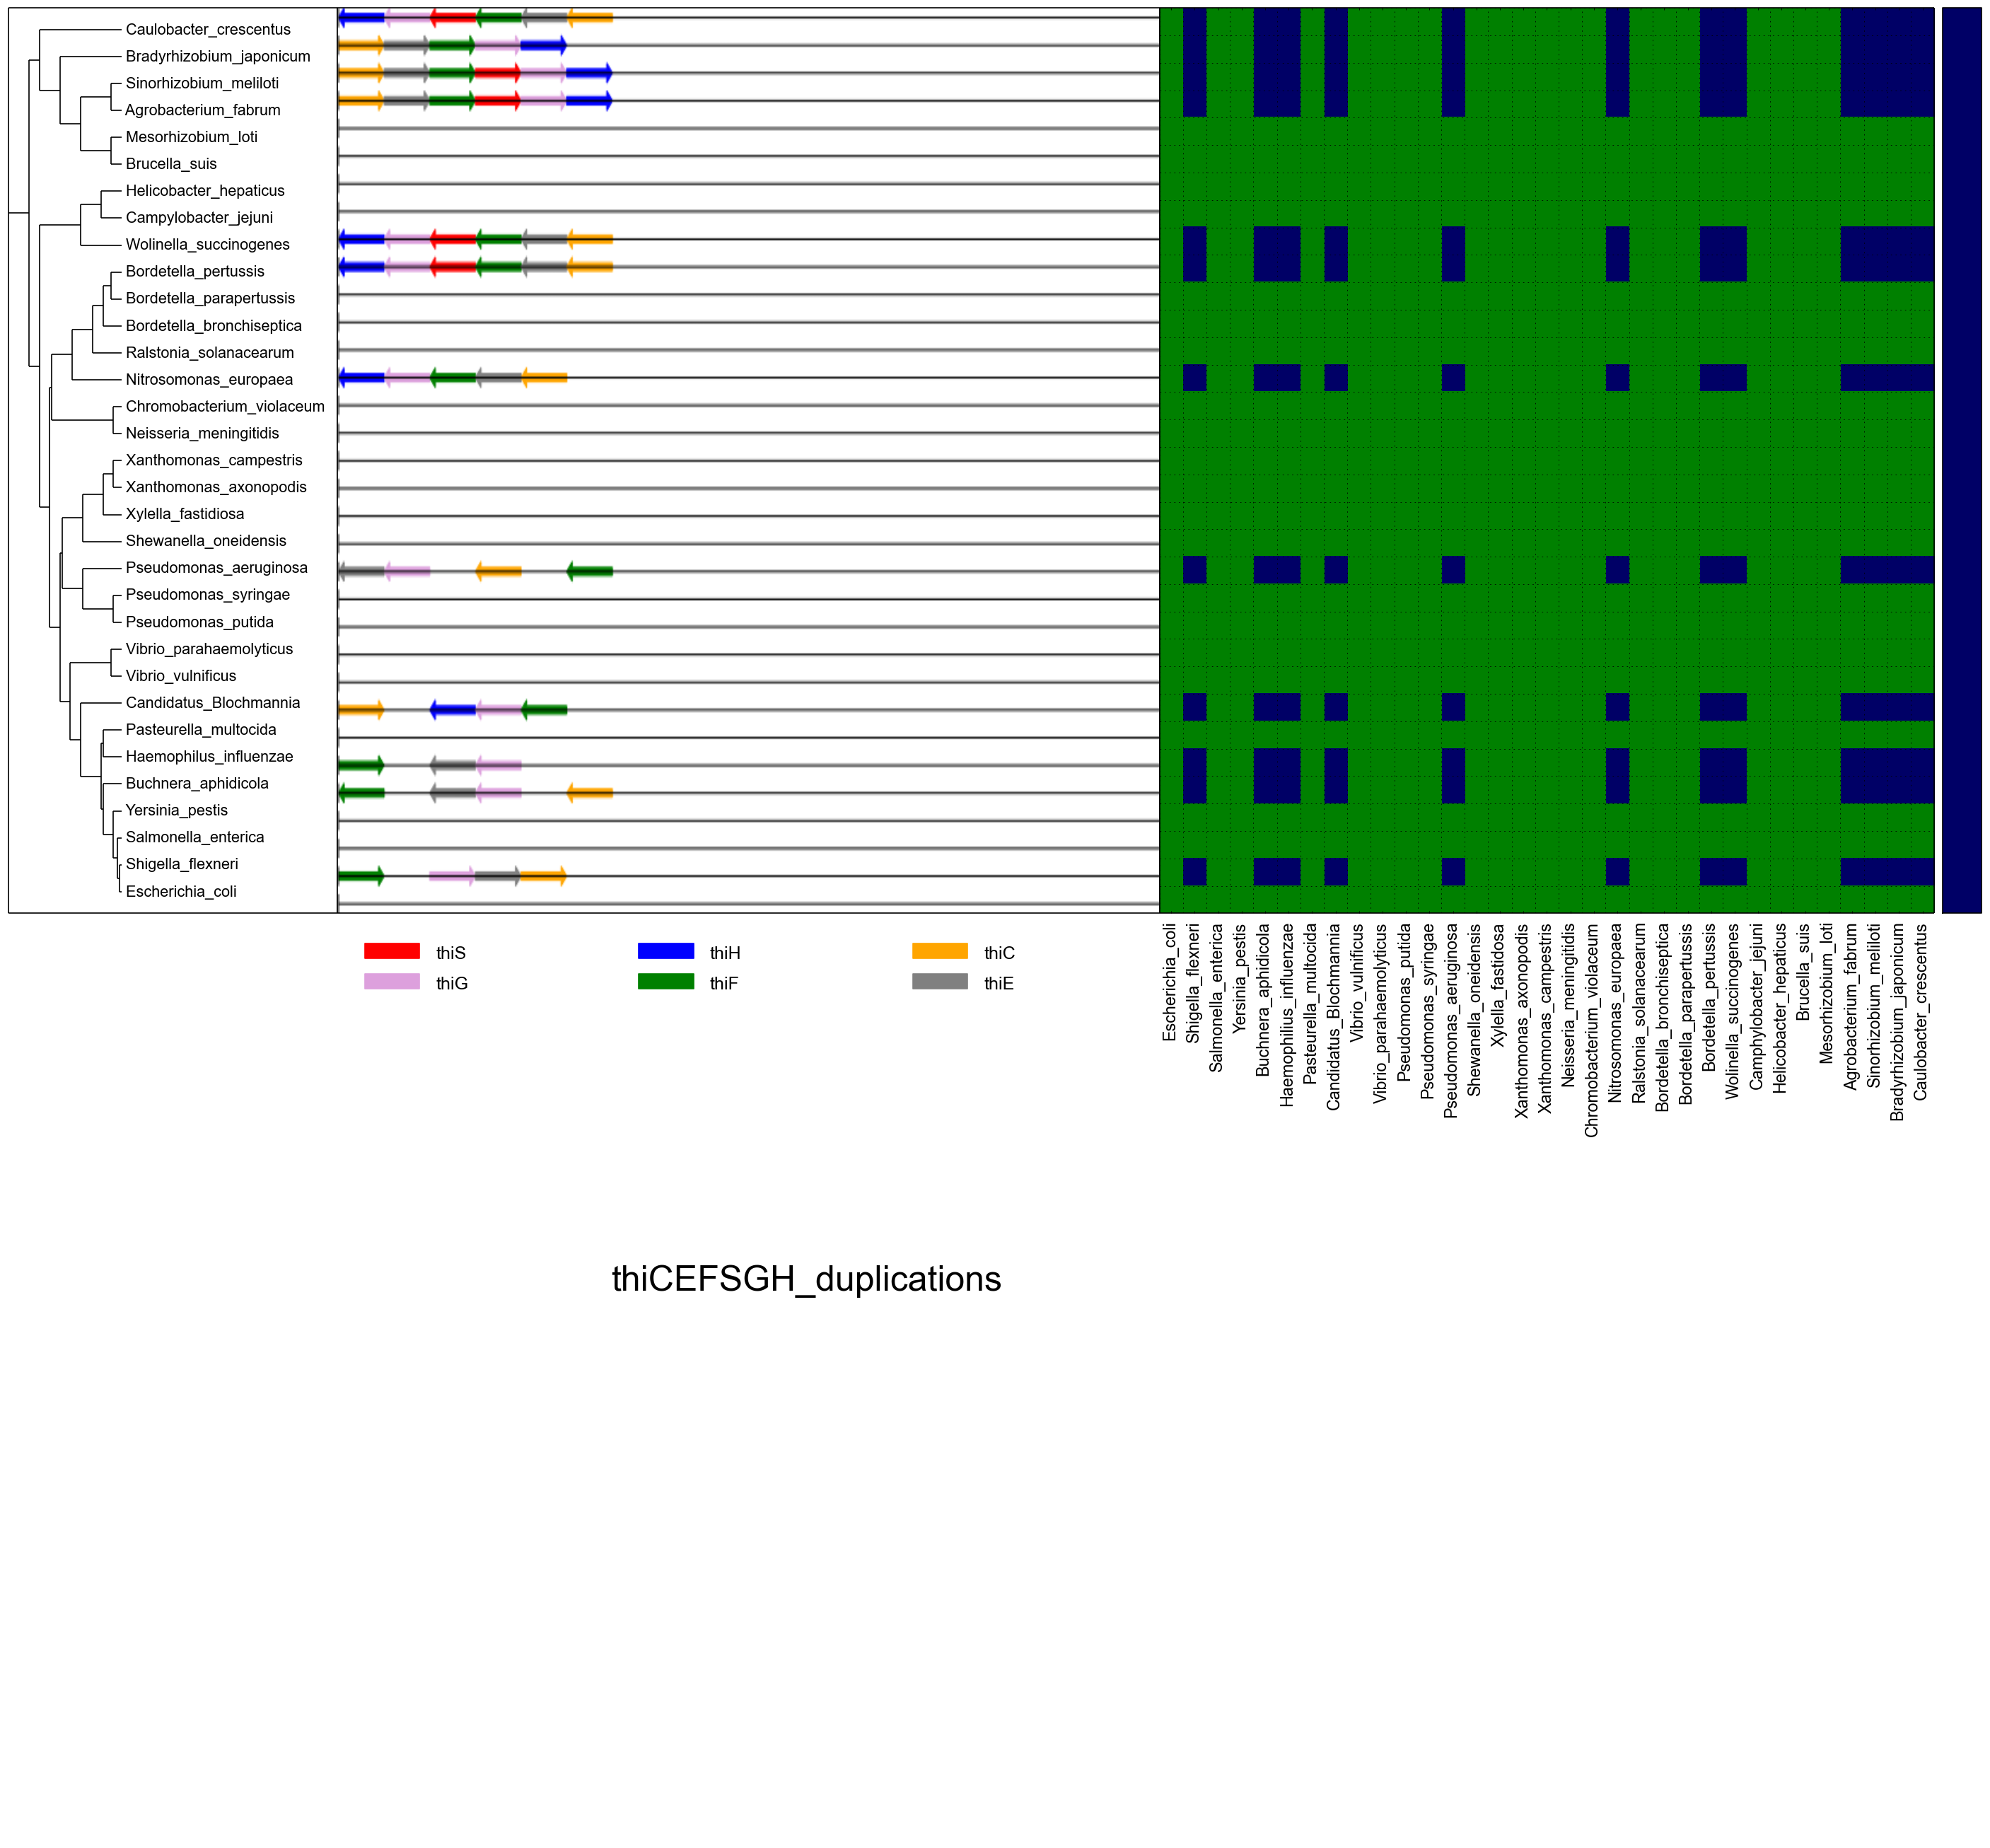 Caulobacter_crescentus
Bradyrhizobium_japonicum
Sinorhizobium_meliloti
Agrobacterium_fabrum
Mesorhizobium_loti
Brucella_suis
Helicobacter_hepaticus
Campylobacter_jejuni
Wolinella_succinogenes
Bordetella_pertussis
Bordetella_parapertussis
Bordetella_bronchiseptica
Ralstonia_solanacearum
Nitrosomonas_europaea
Chromobacterium_violaceum
Neisseria_meningitidis
Xanthomonas_campestris
Xanthomonas_axonopodis
Xylella_fastidiosa
Shewanella_oneidensis
Pseudomonas_aeruginosa
Pseudomonas_syringae
Pseudomonas_putida
Vibrio_parahaemolyticus
Vibrio_vulnificus
Candidatus_Blochmannia
Pasteurella_multocida
Haemophilus_influenzae
Buchnera_aphidicola
Yersinia_pestis
Salmonella_enterica
Shigella_flexneri
Escherichia_coli
thiS
thiH
thiC
thiG
thiF
thiE
Escherichia_coli
Shigella_flexneri
Salmonella_enterica
Yersinia_pestis
Buchnera_aphidicola
Haemophilus_influenzae
Pasteurella_multocida
Candidatus_Blochmannia
Vibrio_vulnificus
Vibrio_parahaemolyticus
Pseudomonas_putida
Pseudomonas_syringae
Pseudomonas_aeruginosa
Shewanella_oneidensis
Xylella_fastidiosa
Xanthomonas_axonopodis
Xanthomonas_campestris
Neisseria_meningitidis
Chromobacterium_violaceum
Nitrosomonas_europaea
Ralstonia_solanacearum
Bordetella_bronchiseptica
Bordetella_parapertussis
Bordetella_pertussis
Wolinella_succinogenes
Camphylobacter_jejuni
Helicobacter_hepaticus
Brucella_suis
Mesorhizobium_loti
Agrobacterium_fabrum
Sinorhizobium_meliloti
Bradyrhizobium_japonicum
Caulobacter_crescentus
thiCEFSGH_duplications